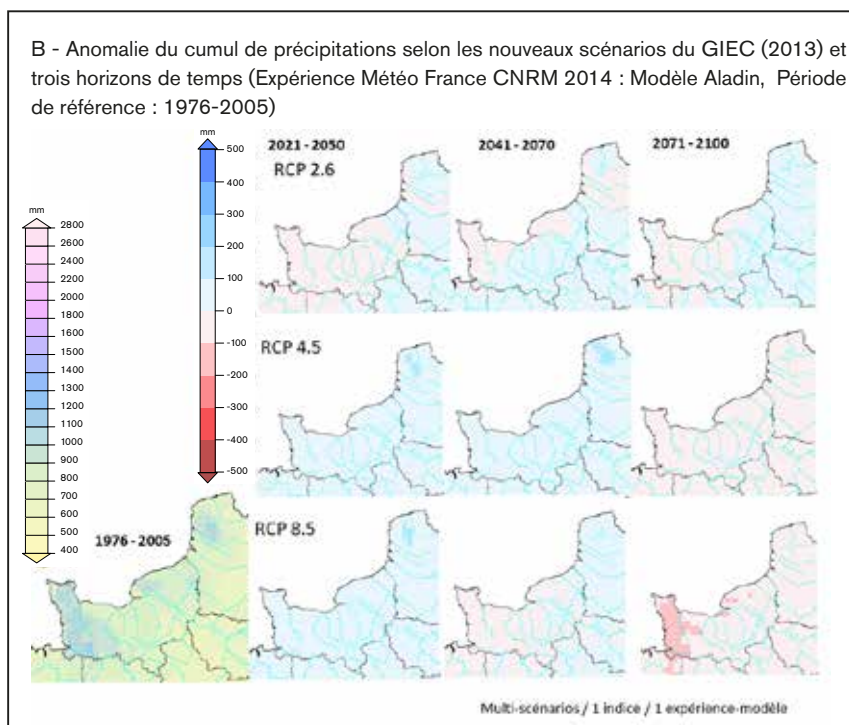 B - Anomalie du cumul de précipitations selon les nouveaux scénarios du GIEC (2013) et
trois horizons de temps (Expérience Météo France CNRM 2014 : Modèle Aladin, Période
de référence : 1976-2005)
mm
500
400
300
200
100
0
-100
-200
-300
-400
-500
2021 - 2050
2041 - 2070
2071 - 2100
RCP 2.6
mm
2800
2600
2400
2200
2000
1800
1600
1500
1400
1300
1200
1100
1000
900
800
700
600
500
400
RCP 4.5
1976 - 2005
RCP 8.5
Multi-scénarios / 1 indice / 1 expérience-modèle